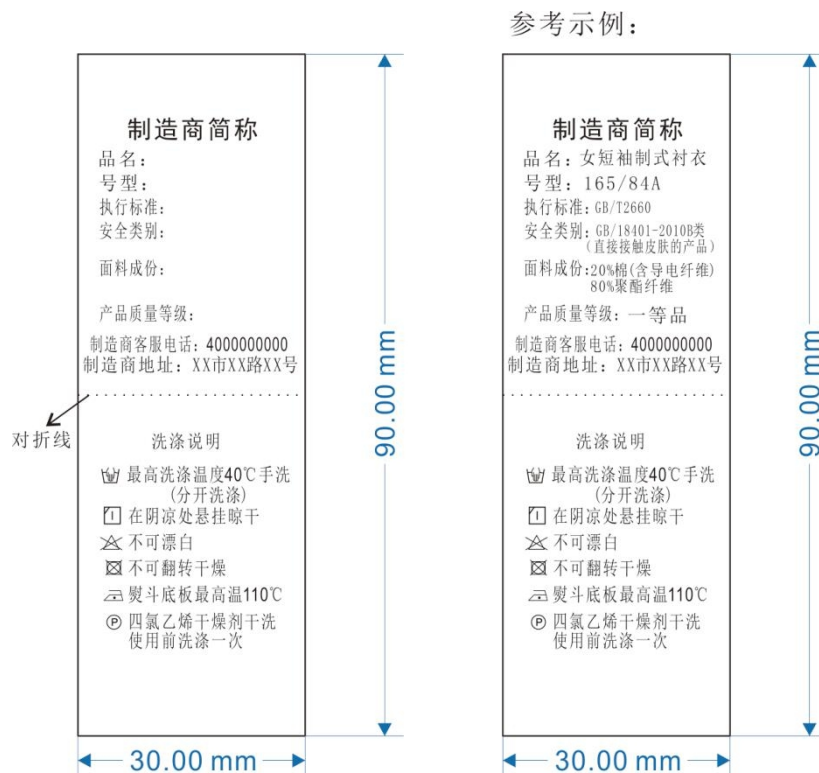 参考示例：
制造商简称
品名：
号型：
执行标准：
安全类别：
面料成份：
产品质量等级：
制造商客服电话：4000000000
制造商地址：XX市XX路XX号
对折线
洗涤说明
最高洗涤温度40℃手洗
(分开洗涤)
在阴凉处悬挂晾干
不可漂白
不可翻转干燥
熨斗底板最高温110℃
P 四氯乙烯干燥剂干洗
使用前洗涤一次
90.00 mm
30.00 mm
制造商简称
品名：女短袖制式衬衣
号型：165/84A
执行标准：GB/T2660
安全类别：GB/18401-2010B类
(直接接触皮肤的产品)
面料成份:20%棉(含导电纤维)
80%聚酯纤维
产品质量等级：一等品
制造商客服电话：4000000000
制造商地址：XX市XX路XX号
洗涤说明
最高洗涤温度40℃手洗
(分开洗涤)
在阴凉处悬挂晾干
不可漂白
不可翻转干燥
熨斗底板最高温110℃
P 四氯乙烯干燥剂干洗
使用前洗涤一次
90.00 mm
30.00 mm